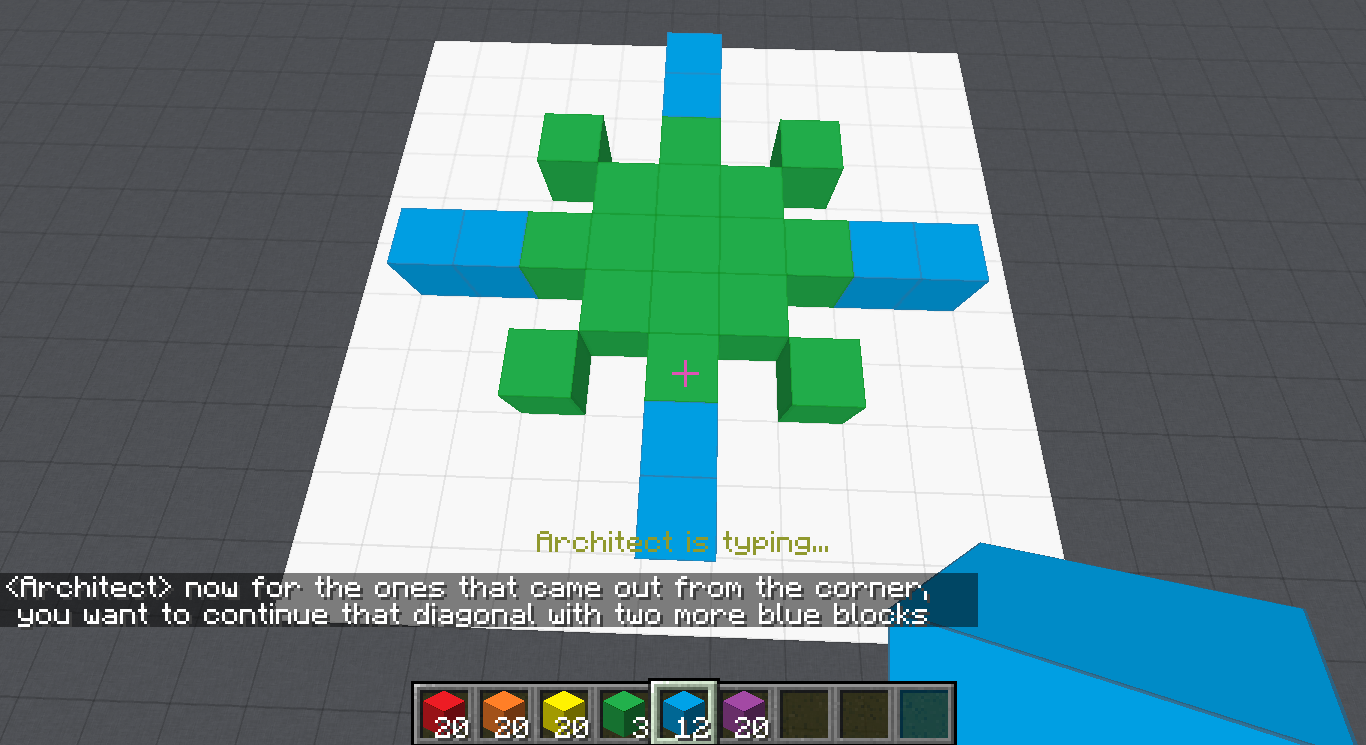 Architect is typing...
<Architect> now for the ones that came out from the corner,
you want to continue that diagonal with two more blue blocks
20 20 20 3 12 20